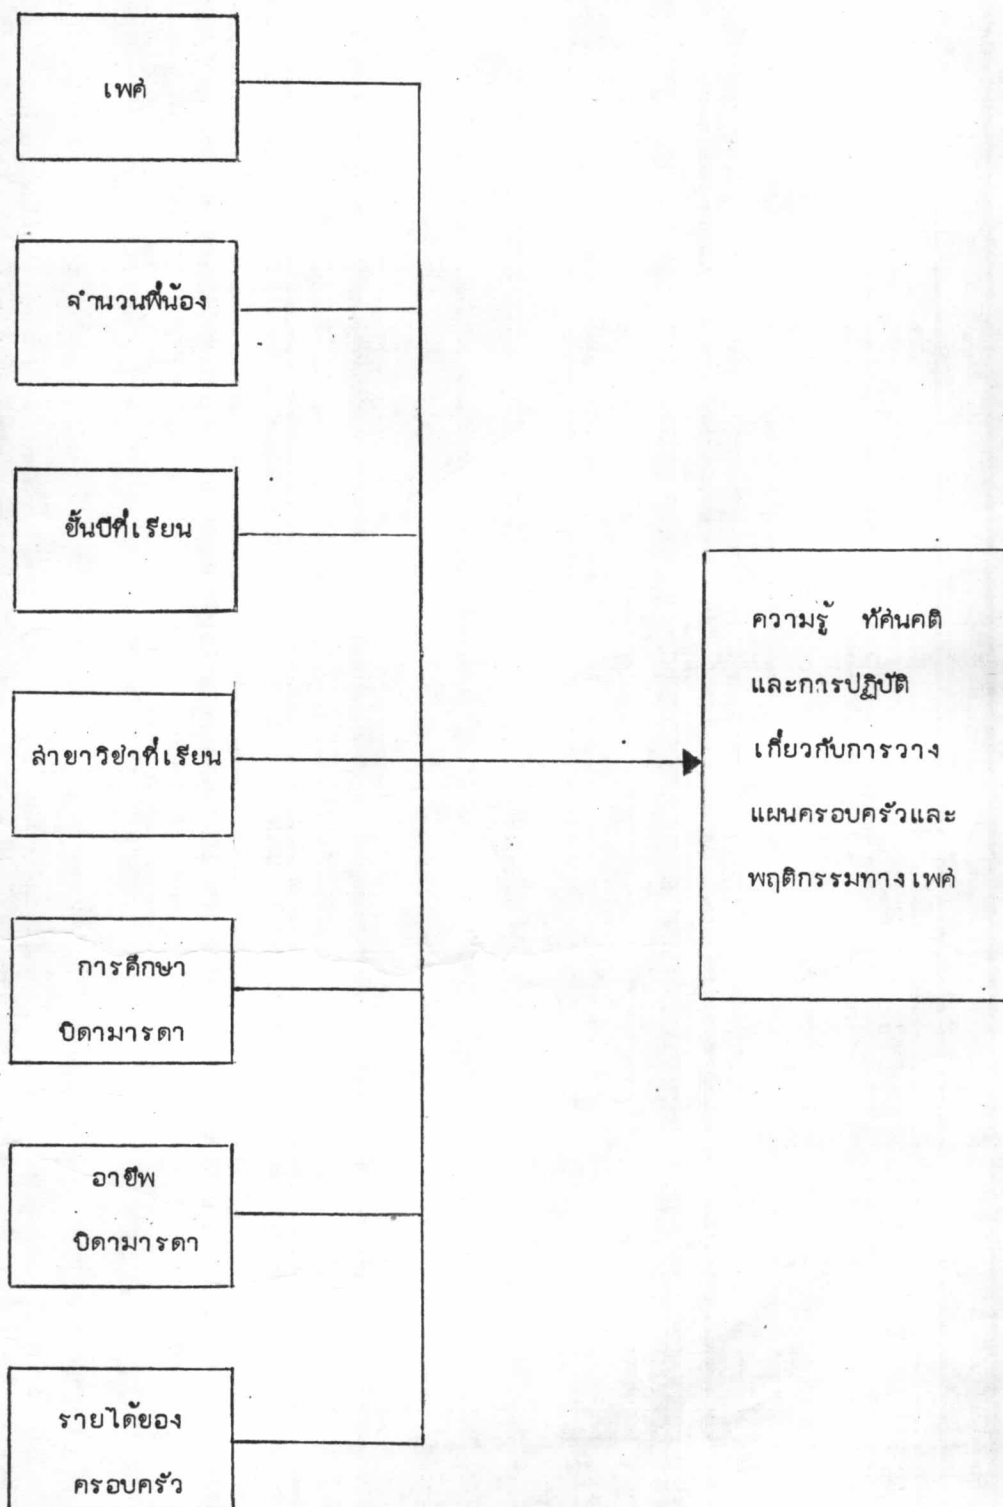 เพศ
จำนวนพี่น้อง
ชั้นปีที่เรียน
สาขาวิชาที่เรียน
การศึกษา
บิดามารดา
อาชีพ
บิดามารดา
รายได้ของ
ครอบครัว
ความรู้ ทัศนคติ
และการปฏิบัติ
เกี่ยวกับการวาง
แผนครอบครัวและ
พฤติกรรมทางเพศ